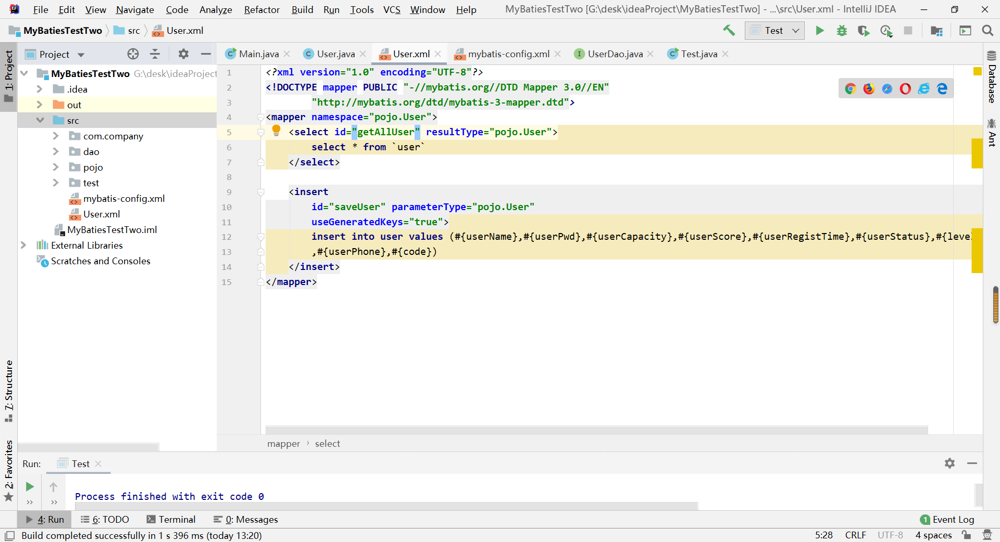 File Edit View Navigate Code Analyze Refactor Build Run Tools VCS Window Help MyBatiesTestTwo [G:\desk\ideaProject\MyBatiesTestTwo] - ...\src\User.xml - IntelliJ IDEA
MyBatiesTestTwo src User.xml Test
Project
Main.java User.java User.xml mybatis-config.xml UserDao.java Test.java
1: Project
7: Structure
2: Favorites
Database
Ant
MyBatiesTestTwo G:\desk\ideaProject
.idea
out
src
com.company
dao
pojo
test
mybatis-config.xml
User.xml
MyBatiesTestTwo.iml
External Libraries
Scratches and Consoles
1 <?xml version="1.0" encoding="UTF-8"?>
2 <!DOCTYPE mapper PUBLIC "-//mybatis.org//DTD Mapper 3.0//EN"
3 "http://mybatis.org/dtd/mybatis-3-mapper.dtd">
4 <mapper namespace="pojo.User">
5 <select id="getAllUser" resultType="pojo.User">
6 select * from `user`
7 </select>
8
9 <insert
10 id="saveUser" parameterType="pojo.User"
11 useGeneratedKeys="true">
12 insert into user values (#{userName},#{userPwd},#{userCapacity},#{userScore},#{userRegistTime},#{userStatus},#{leve
13 ,#{userPhone},#{code})
14 </insert>
15 </mapper>
mapper › select
Run: Test
Process finished with exit code 0
4: Run 6: TODO Terminal 0: Messages 1 Event Log
Build completed successfully in 1 s 396 ms (today 13:20) 5:28 CRLF UTF-8 4 spaces